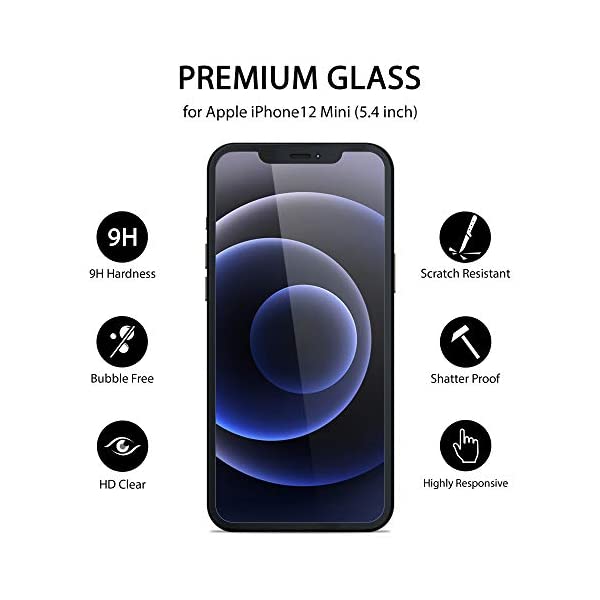 PREMIUM GLASS
for Apple iPhone12 Mini (5.4 inch)
9H
9H Hardness
Scratch Resistant
Bubble Free
Shatter Proof
HD Clear
Highly Responsive